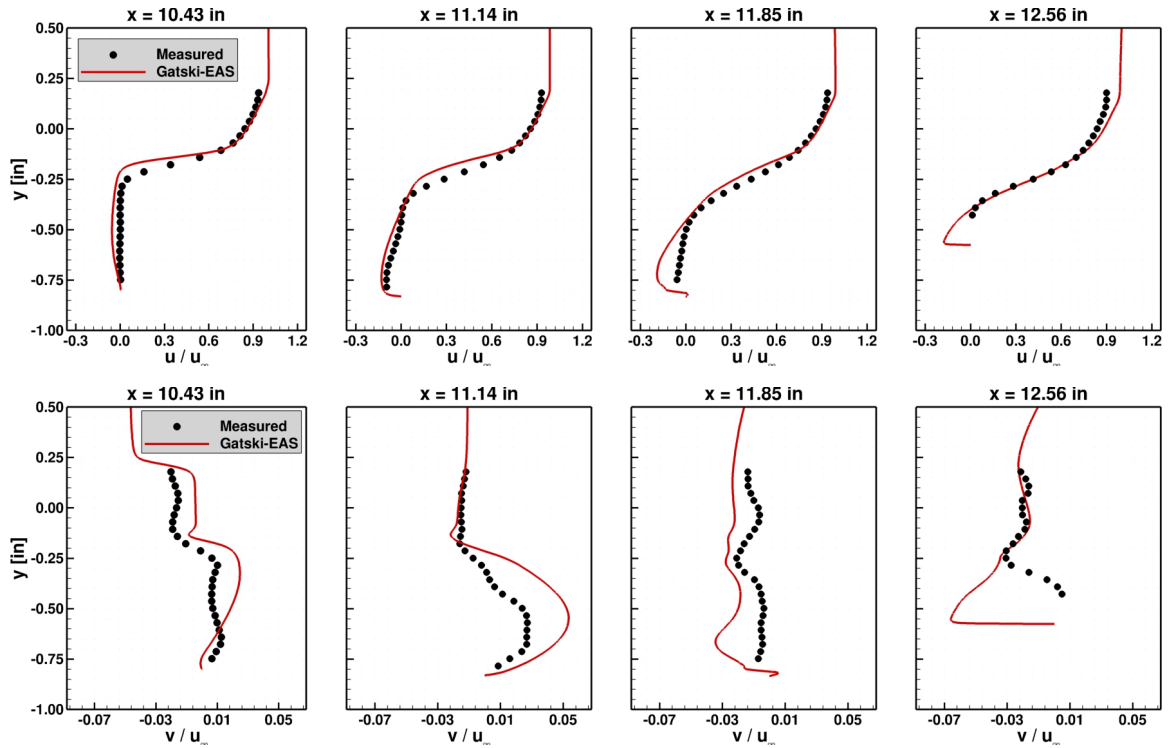 x = 10.43 in
x = 11.14 in
x = 11.85 in
x = 12.56 in
0.50
0.25
0.00
-0.25
-0.50
-0.75
-1.00
y [in]
Measured
Gatski-EAS
-0.3 0.0 0.3 0.6 0.9 1.2
-0.3 0.0 0.3 0.6 0.9 1.2
-0.3 0.0 0.3 0.6 0.9 1.2
-0.3 0.0 0.3 0.6 0.9 1.2
u / u∞
u / u∞
u / u∞
u / u∞
x = 10.43 in
x = 11.14 in
x = 11.85 in
x = 12.56 in
0.50
0.25
0.00
-0.25
-0.50
-0.75
-1.00
y [in]
Measured
Gatski-EAS
-0.07 -0.03 0.01 0.05
-0.07 -0.03 0.01 0.05
-0.07 -0.03 0.01 0.05
-0.07 -0.03 0.01 0.05
v / u∞
v / u∞
v / u∞
v / u∞